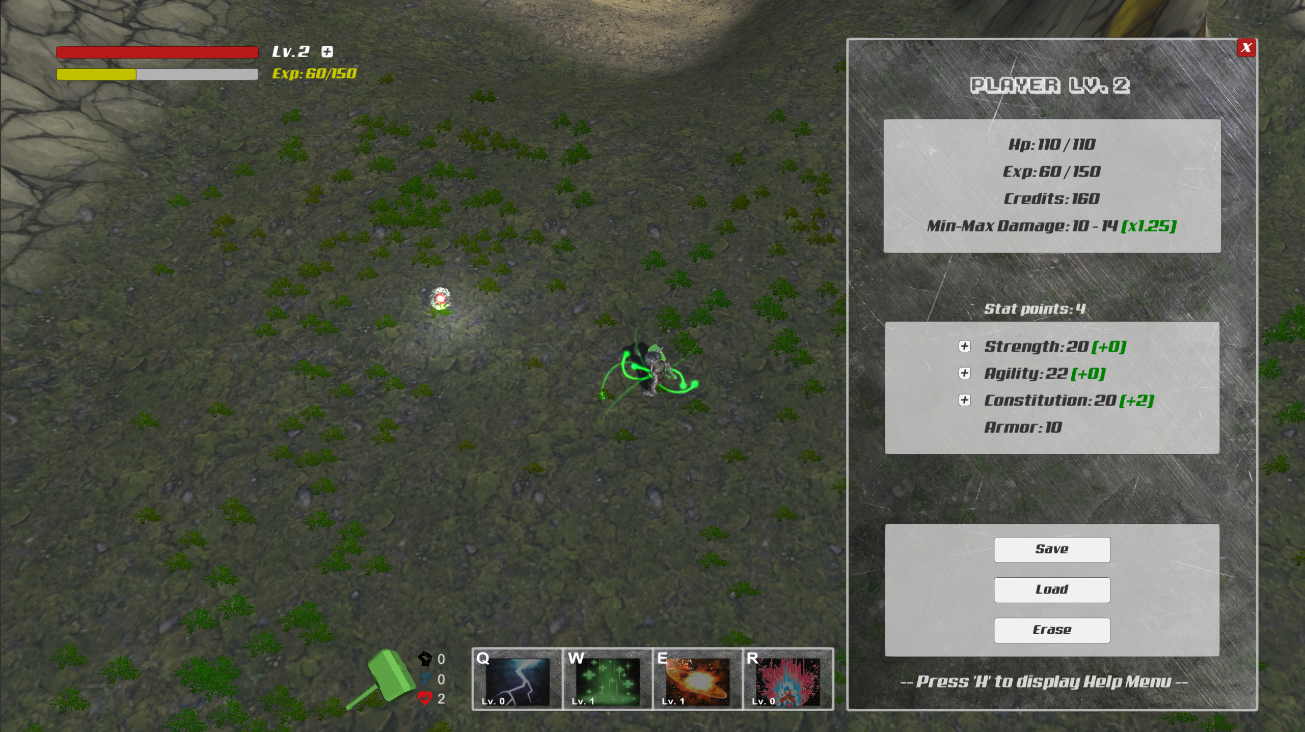 Lv. 2
Exp: 60/150
X
PLAYER LV. 2
Hp: 110 / 110
Exp: 60 / 150
Credits: 160
Min-Max Damage: 10 - 14 (x1.25)
Stat points: 4
Strength: 20 (+0)
Agility: 22 (+0)
Constitution: 20 (+2)
Armor: 10
Save
Load
Erase
-- Press 'H' to display Help Menu --
0
0
2
Q
Lv. 0
W
Lv. 1
E
Lv. 1
R
Lv. 0